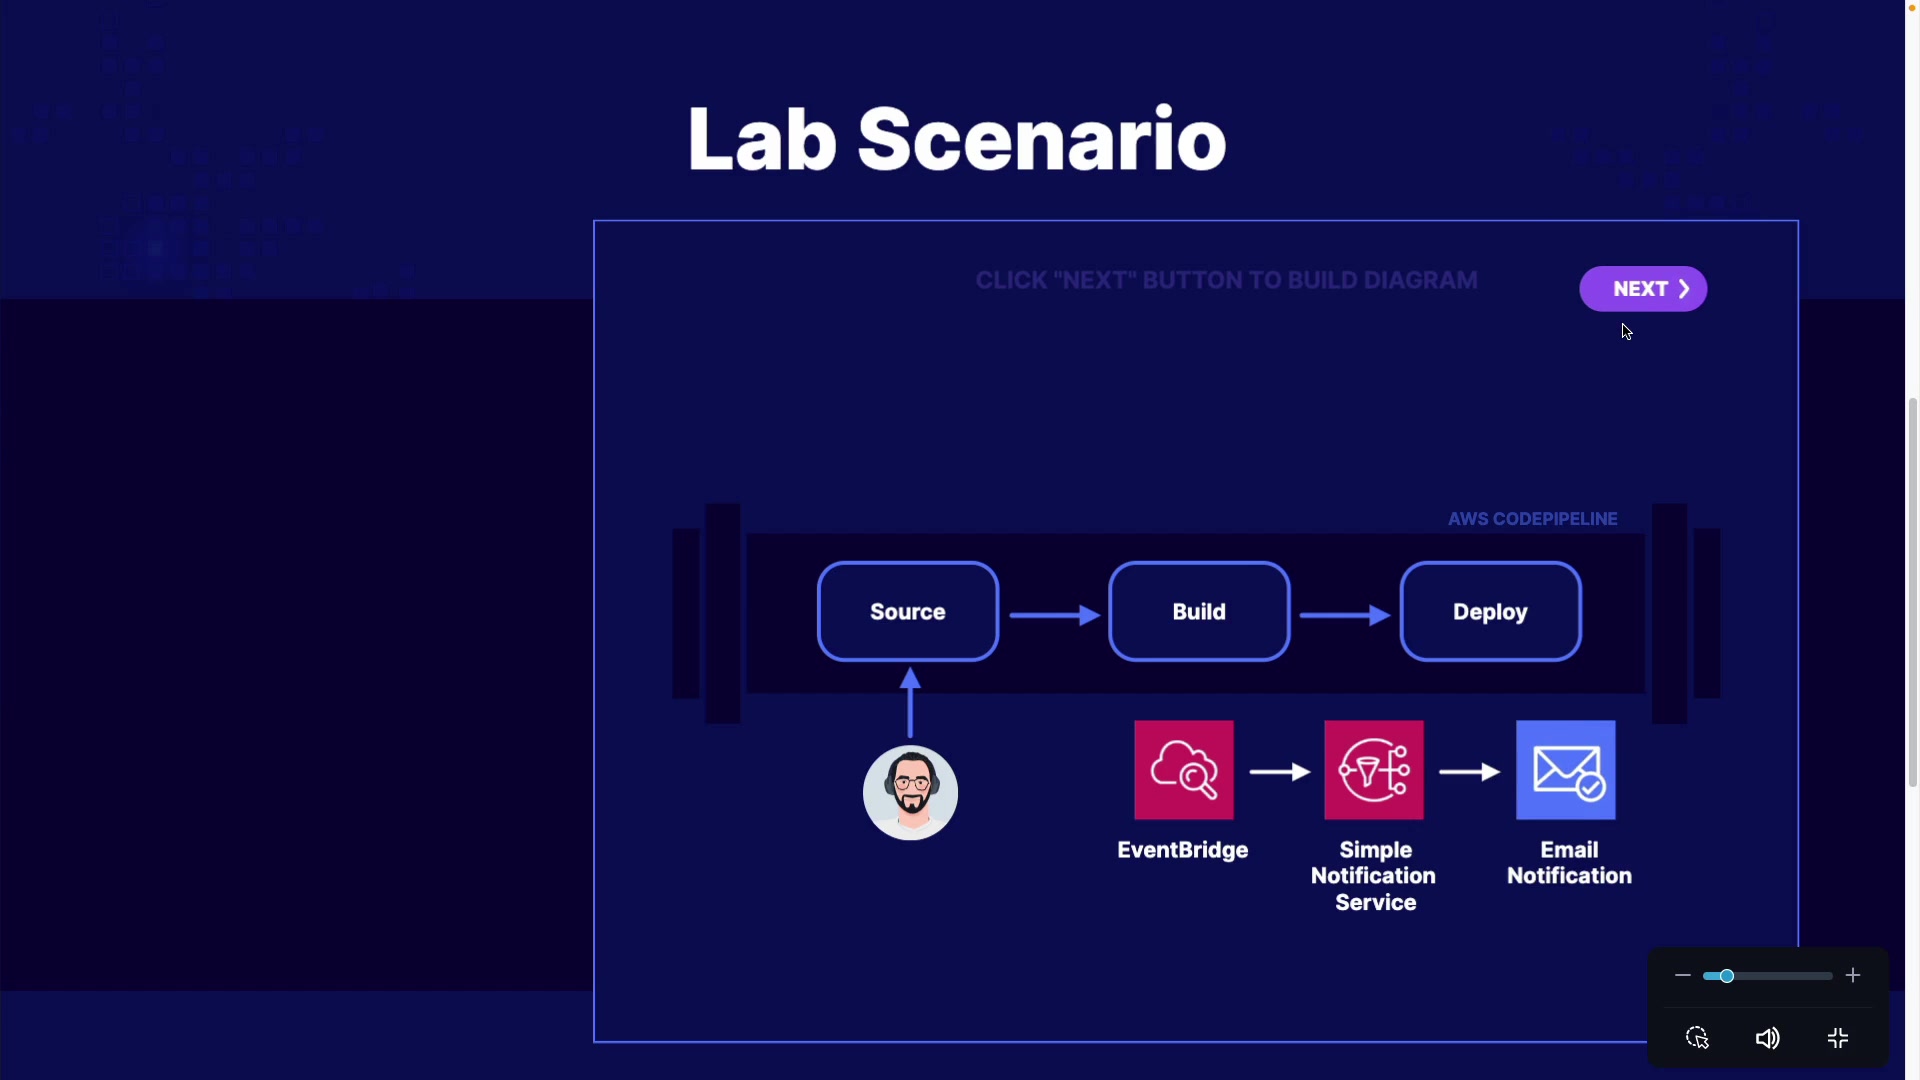 Lab Scenario
CLICK "NEXT" BUTTON TO BUILD DIAGRAM
NEXT
AWS CODEPIPELINE
Source
Build
Deploy
EventBridge
Simple
Notification
Service
Email
Notification